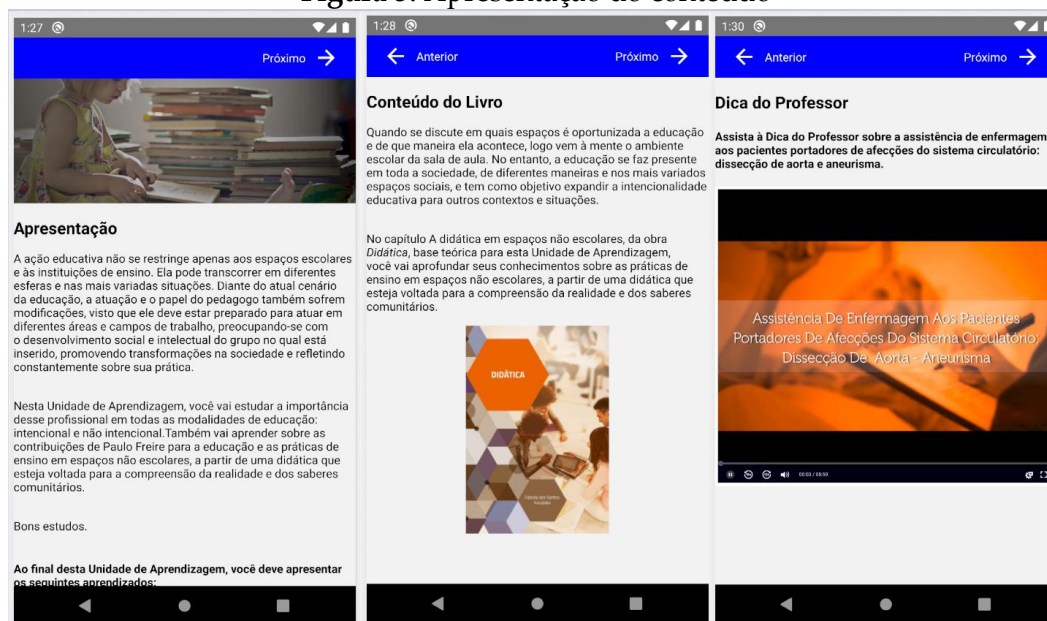 1:27
Próximo
Apresentação
A ação educativa não se restringe apenas aos espaços escolares
e às instituições de ensino. Ela pode transcorrer em diferentes
esferas e nas mais variadas situações. Diante do atual cenário
da educação, a atuação e o papel do pedagogo também sofrem
modificações, visto que ele deve estar preparado para atuar em
diferentes áreas e campos de trabalho, preocupando-se com
o desenvolvimento social e intelectual do grupo no qual está
inserido, promovendo transformações na sociedade e refletindo
constantemente sobre sua prática.
Nesta Unidade de Aprendizagem, você vai estudar a importância
desse profissional em todas as modalidades de educação:
intencional e não intencional.Também vai aprender sobre as
contribuições de Paulo Freire para a educação e as práticas de
ensino em espaços não escolares, a partir de uma didática que
esteja voltada para a compreensão da realidade e dos saberes
comunitários.
Bons estudos.
Ao final desta Unidade de Aprendizagem, você deve apresentar
os seguintes aprendizados:
1:28
Anterior
Próximo
Conteúdo do Livro
Quando se discute em quais espaços é oportunizada a educação
e de que maneira ela acontece, logo vem à mente o ambiente
escolar da sala de aula. No entanto, a educação se faz presente
em toda a sociedade, de diferentes maneiras e nos mais variados
espaços sociais, e tem como objetivo expandir a intencionalidade
educativa para outros contextos e situações.
No capítulo A didática em espaços não escolares, da obra
Didática, base teórica para esta Unidade de Aprendizagem,
você vai aprofundar seus conhecimentos sobre as práticas de
ensino em espaços não escolares, a partir de uma didática que
esteja voltada para a compreensão da realidade e dos saberes
comunitários.
DIDÁTICA
1:30
Anterior
Próximo
Dica do Professor
Assista à Dica do Professor sobre a assistência de enfermagem
aos pacientes portadores de afecções do sistema circulatório:
dissecção de aorta e aneurisma.
Assistência De Enfermagem Aos Pacientes
Portadores De Afecções Do Sistema Circulatório:
Dissecção De Aorta - Aneurisma